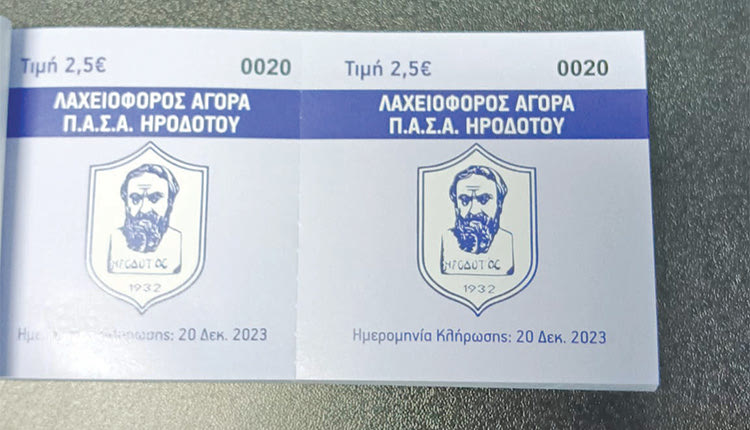 Τιμή 2,5€ 0020
ΛΑΧΕΙΟΦΟΡΟΣ ΑΓΟΡΑ
Π.Α.Σ.Α. ΗΡΟΔΟΤΟΥ
ΗΡΟΔΟΤΟΣ
1932
Κλήρωσης: 20 Δεκ. 2023
Τιμή 2,5€ 0020
ΛΑΧΕΙΟΦΟΡΟΣ ΑΓΟΡΑ
Π.Α.Σ.Α. ΗΡΟΔΟΤΟΥ
ΗΡΟΔΟΤΟΣ
1932
Ημερομηνία Κλήρωσης: 20 Δεκ. 2023